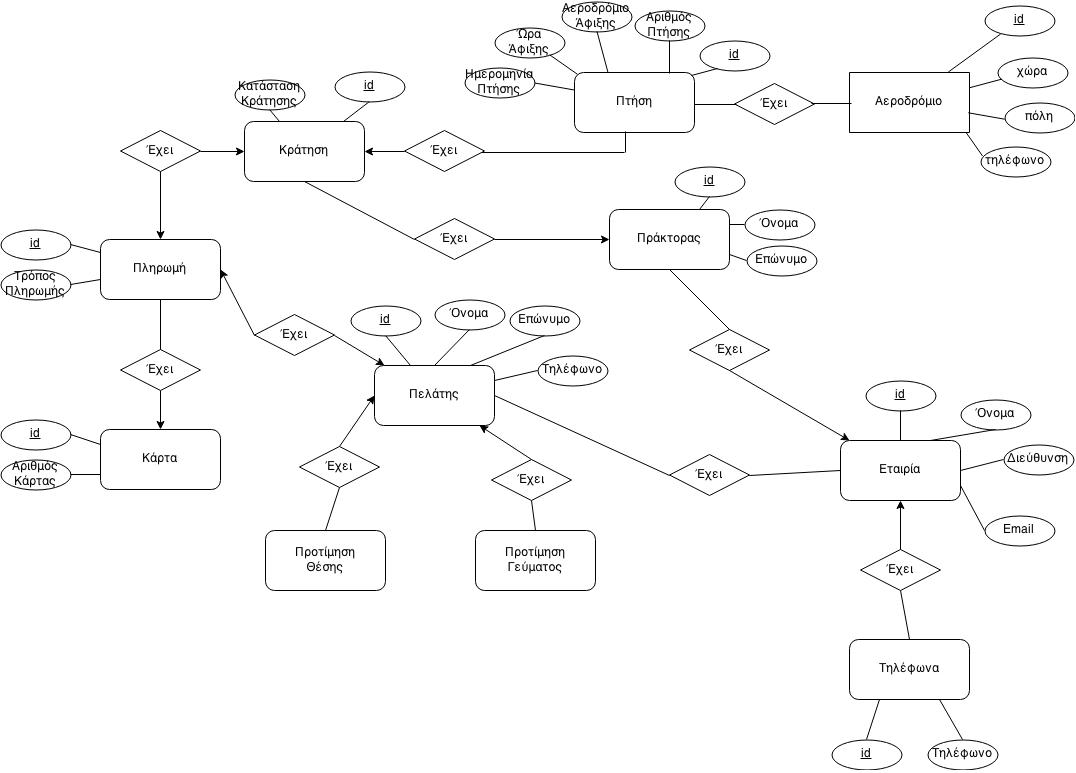 Αεροδρόμιο
Άφιξης
Αριθμός
Πτήσης
id
Ώρα
Άφιξης
id
Ημερομηνία
Πτήσης
Κατάσταση
Κράτησης
id
Πτήση
Έχει
Αεροδρόμιο
χώρα
πόλη
τηλέφωνο
Έχει
Κράτηση
Έχει
id
Πράκτορας
Όνομα
Επώνυμο
Έχει
id
Τρόπος
Πληρωμής
Πληρωμή
Έχει
id
Όνομα
Επώνυμο
Τηλέφωνο
Έχει
Έχει
Πελάτης
id
Όνομα
id
Αριθμός
Κάρτας
Κάρτα
Έχει
Έχει
Έχει
Εταιρία
Διεύθυνση
Email
Προτίμηση
Θέσης
Προτίμηση
Γεύματος
Έχει
Τηλέφωνα
id
Τηλέφωνο